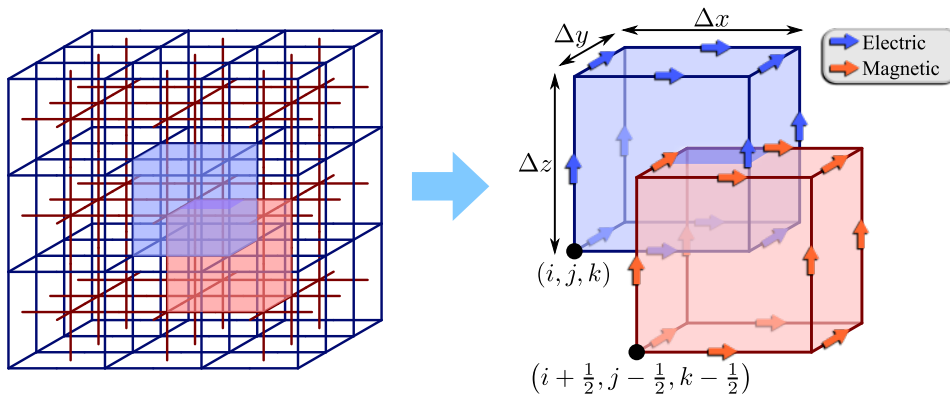 Δx
Δy
Electric
Magnetic
Δz
(i, j, k)
(i + 1/2, j − 1/2, k − 1/2)